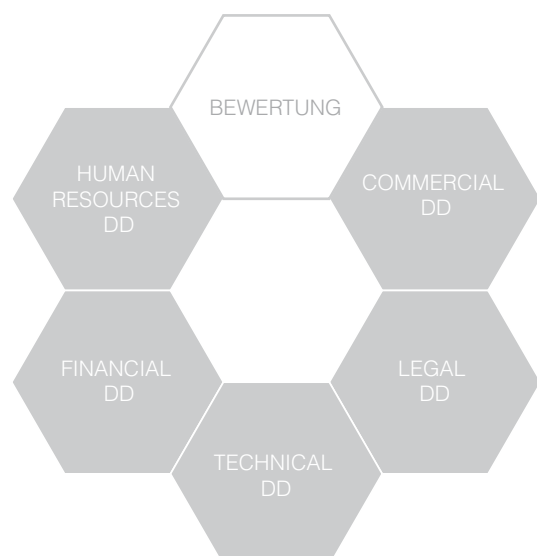 BEWERTUNG
HUMAN
RESOURCES
DD
COMMERCIAL
DD
FINANCIAL
DD
LEGAL
DD
TECHNICAL
DD